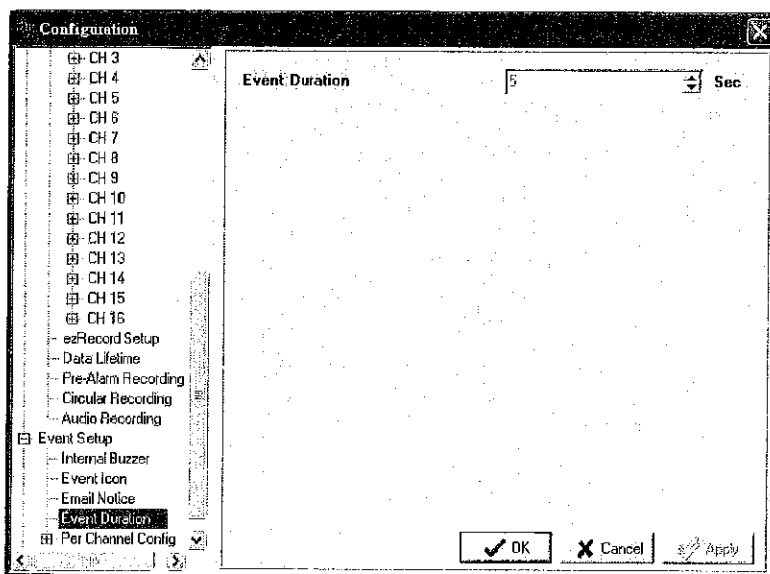 Configuration
CH 3
CH 4
CH 5
CH 6
CH 7
CH 8
CH 9
CH 10
CH 11
CH 12
CH 13
CH 14
CH 15
CH 16
ezRecord Setup
Data Lifetime
Pre-Alarm Recording
Circular Recording
Audio Recording
Event Setup
Internal Buzzer
Event Icon
Email Notice
Event Duration
Per Channel Config
Event Duration 5 Sec
OK Cancel Apply